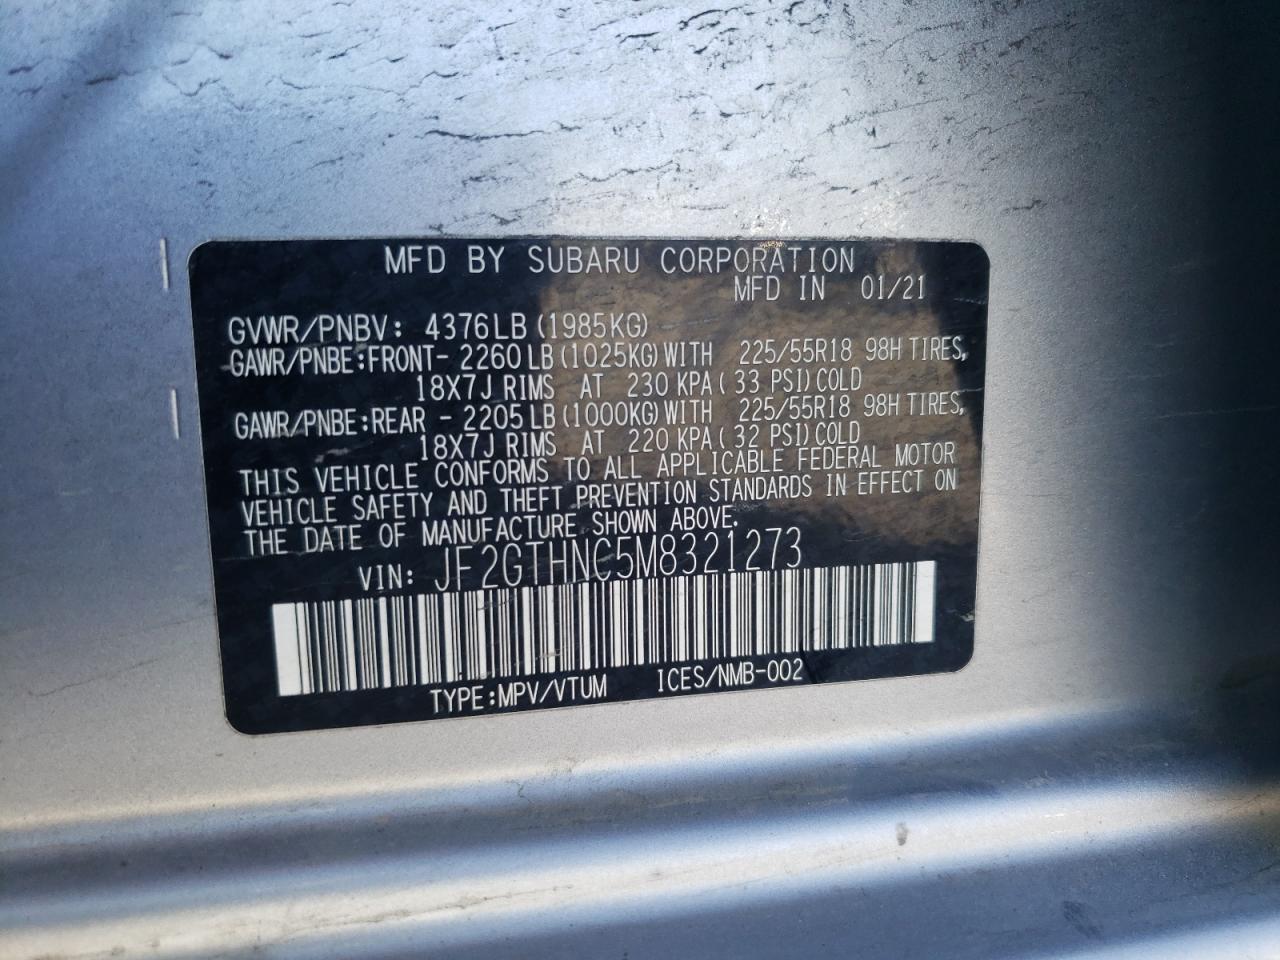 MFD BY SUBARU CORPORATION
MFD IN 01/21
GVWR/PNBV: 4376LB (1985KG)
GAWR/PNBE:FRONT- 2260 LB (1025KG) WITH 225/55R18 98H TIRES,
18X7J RIMS AT 230 KPA ( 33 PSI) COLD
GAWR/PNBE:REAR - 2205 LB (1000KG) WITH 225/55R18 98H TIRES,
18X7J RIMS AT 220 KPA ( 32 PSI) COLD
THIS VEHICLE CONFORMS TO ALL APPLICABLE FEDERAL MOTOR
VEHICLE SAFETY AND THEFT PREVENTION STANDARDS IN EFFECT ON
THE DATE OF MANUFACTURE SHOWN ABOVE.
VIN: JF2GTHNC5M8321273
TYPE:MPV/VTUM ICES/NMB-002